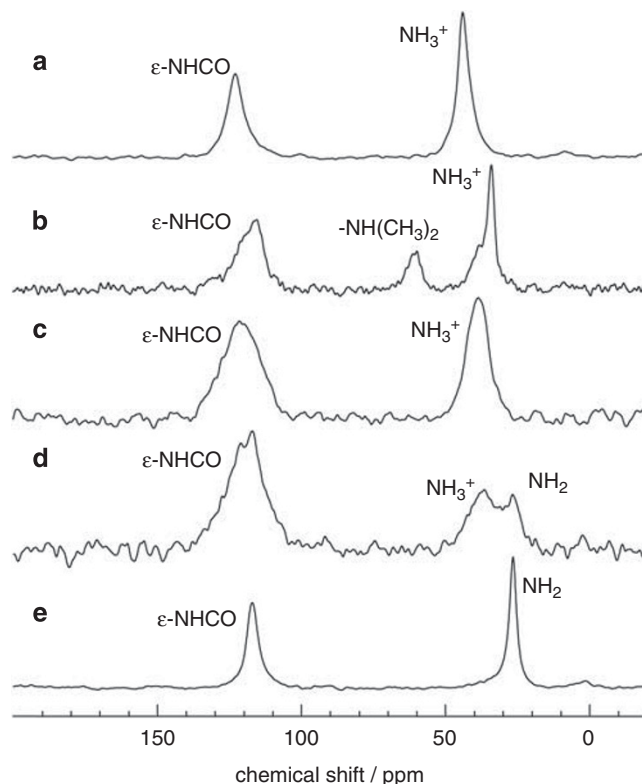 a
ε-NHCO
NH₃⁺
b
ε-NHCO
-NH(CH₃)₂
NH₃⁺
c
ε-NHCO
NH₃⁺
d
ε-NHCO
NH₃⁺
NH₂
e
ε-NHCO
NH₂
150 100 50 0
chemical shift / ppm